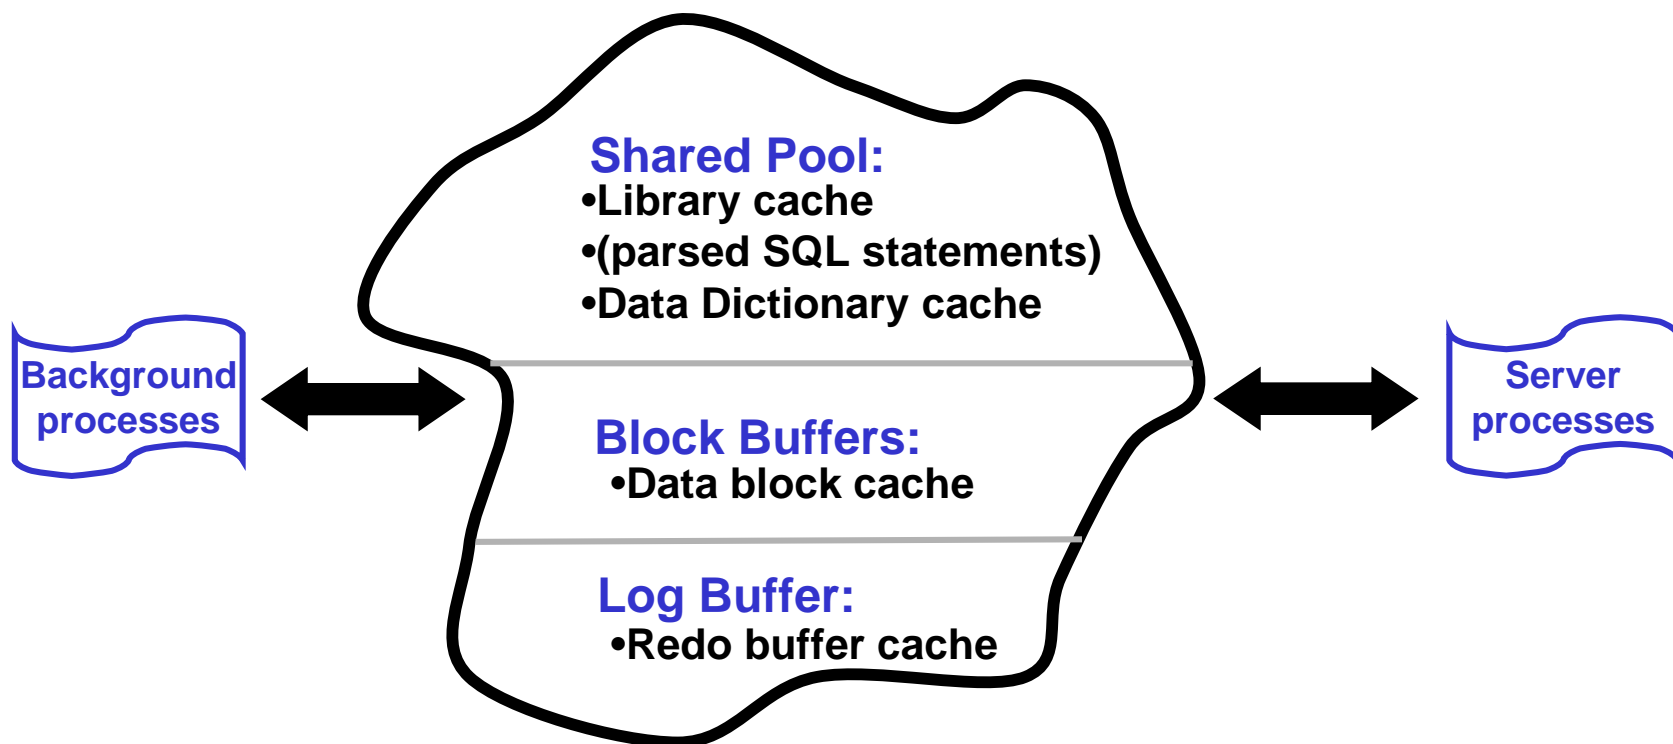 Shared Pool:
•Library cache
•(parsed SQL statements)
•Data Dictionary cache
Background
processes
Block Buffers:
•Data block cache
Server
processes
Log Buffer:
•Redo buffer cache